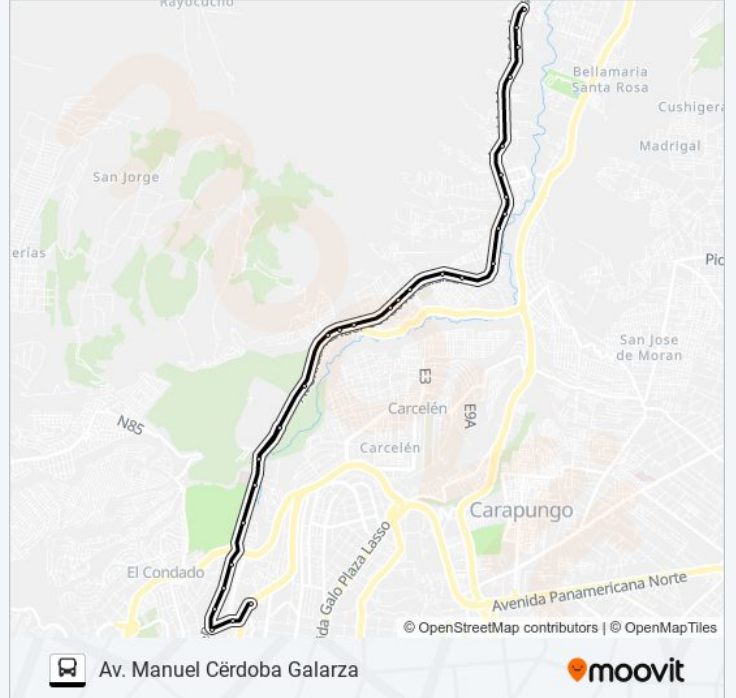 Rayocucho
Bellamaria
Santa Rosa
Cushigera
Madrigal
San Jorge
erías
Pic
San Jose
de Moran
E3
E9A
Carcelén
N85
Carcelén
Carapungo
ida Galo Plaza Lasso
El Condado
Avenida Panamericana Norte
© OpenStreetMap contributors | © OpenMapTiles
Av. Manuel Cërdoba Galarza
moovit